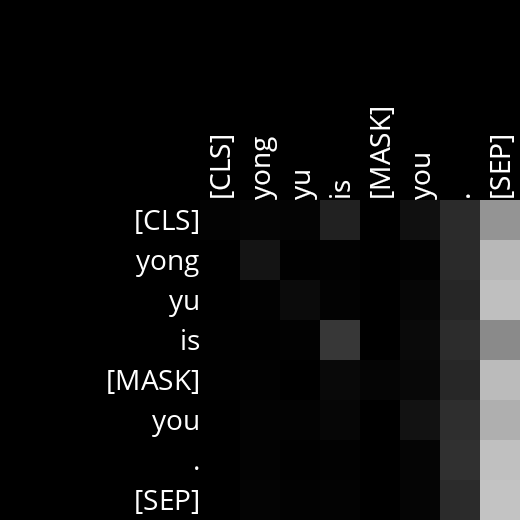 [CLS] yong yu is [MASK] you . [SEP]
[CLS]
yong
yu
is
[MASK]
you
.
[SEP]